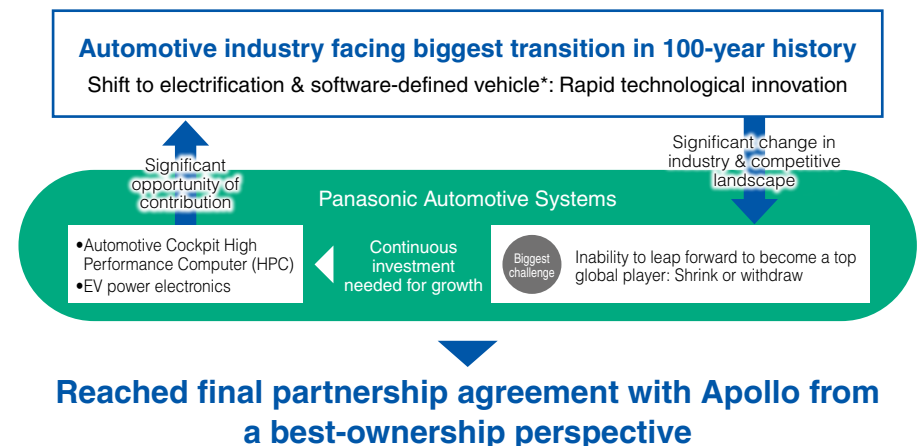 Automotive industry facing biggest transition in 100-year history
Shift to electrification & software-defined vehicle*: Rapid technological innovation
Significant
opportunity of
contribution
Significant change in
industry & competitive
landscape
Panasonic Automotive Systems
•Automotive Cockpit High
Performance Computer (HPC)
•EV power electronics
Continuous
investment
needed for growth
Biggest
challenge
Inability to leap forward to become a top
global player: Shrink or withdraw
Reached final partnership agreement with Apollo from
a best-ownership perspective